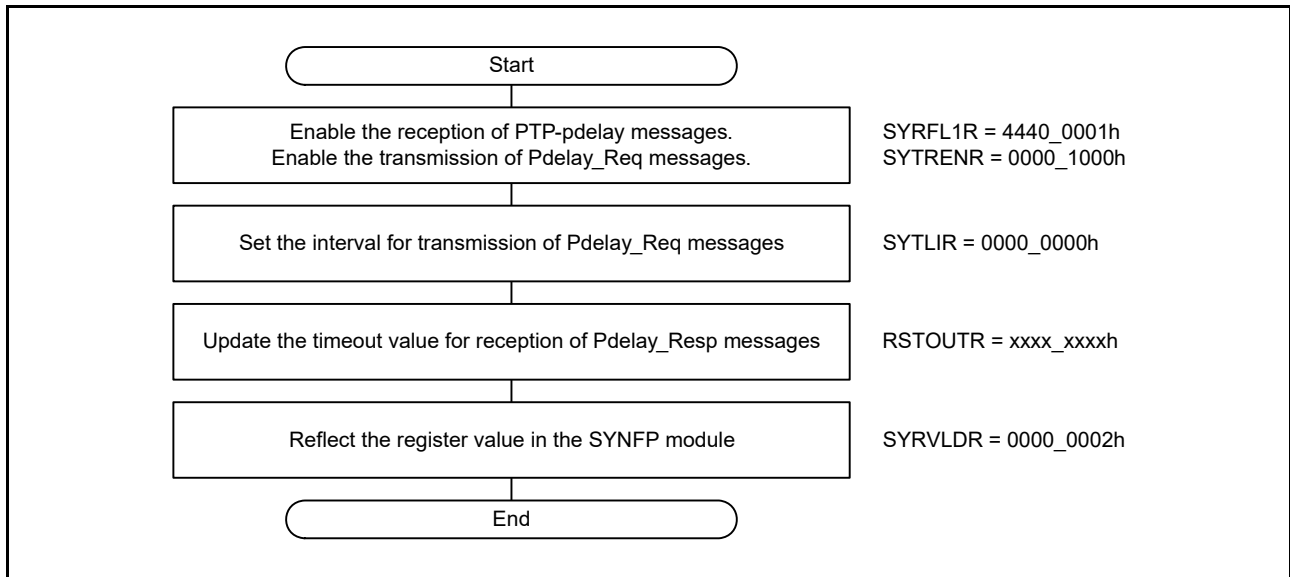 Start
Enable the reception of PTP-pdelay messages.
Enable the transmission of Pdelay_Req messages.
SYRFL1R = 4440_0001h
SYTRENR = 0000_1000h
Set the interval for transmission of Pdelay_Req messages
SYTLIR = 0000_0000h
Update the timeout value for reception of Pdelay_Resp messages
RSTOUTR = xxxx_xxxxh
Reflect the register value in the SYNFP module
SYRVLDR = 0000_0002h
End